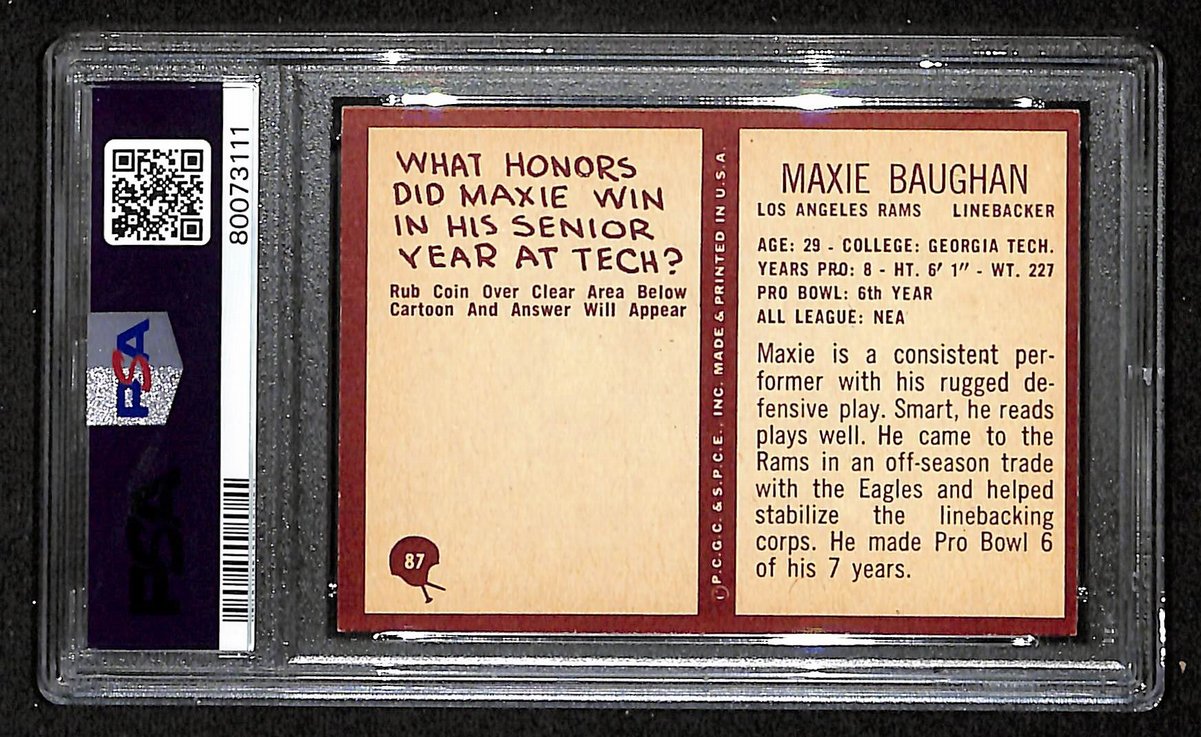 80073111
PSA
PSA
WHAT HONORS
DID MAXIE WIN
IN HIS SENIOR
YEAR AT TECH?
Rub Coin Over Clear Area Below
Cartoon And Answer Will Appear
87
©P.C.G.C. & S.P.C.E., INC. MADE & PRINTED IN U.S.A.
MAXIE BAUGHAN
LOS ANGELES RAMS LINEBACKER
AGE: 29 - COLLEGE: GEORGIA TECH.
YEARS PRO: 8 - HT. 6' 1" - WT. 227
PRO BOWL: 6th YEAR
ALL LEAGUE: NEA
Maxie is a consistent per-
former with his rugged de-
fensive play. Smart, he reads
plays well. He came to the
Rams in an off-season trade
with the Eagles and helped
stabilize the linebacking
corps. He made Pro Bowl 6
of his 7 years.